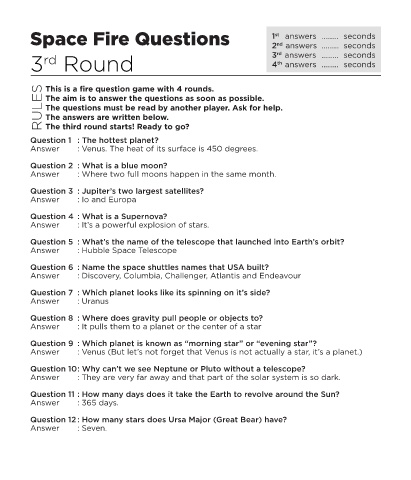 Space Fire Questions
3rd Round
1st answers ........ seconds
2nd answers ........ seconds
3rd answers ........ seconds
4th answers ........ seconds
RULES
This is a fire question game with 4 rounds.
The aim is to answer the questions as soon as possible.
The questions must be read by another player. Ask for help.
The answers are written below.
The third round starts! Ready to go?
Question 1 : The hottest planet?
Answer : Venus. The heat of its surface is 450 degrees.
Question 2 : What is a blue moon?
Answer : Where two full moons happen in the same month.
Question 3 : Jupiter's two largest satellites?
Answer : Io and Europa
Question 4 : What is a Supernova?
Answer : It's a powerful explosion of stars.
Question 5 : What's the name of the telescope that launched into Earth's orbit?
Answer : Hubble Space Telescope
Question 6 : Name the space shuttles names that USA built?
Answer : Discovery, Columbia, Challenger, Atlantis and Endeavour
Question 7 : Which planet looks like its spinning on it's side?
Answer : Uranus
Question 8 : Where does gravity pull people or objects to?
Answer : It pulls them to a planet or the center of a star
Question 9 : Which planet is known as "morning star" or "evening star"?
Answer : Venus (But let's not forget that Venus is not actually a star, it's a planet.)
Question 10: Why can't we see Neptune or Pluto without a telescope?
Answer : They are very far away and that part of the solar system is so dark.
Question 11 : How many days does it take the Earth to revolve around the Sun?
Answer : 365 days.
Question 12 : How many stars does Ursa Major (Great Bear) have?
Answer : Seven.